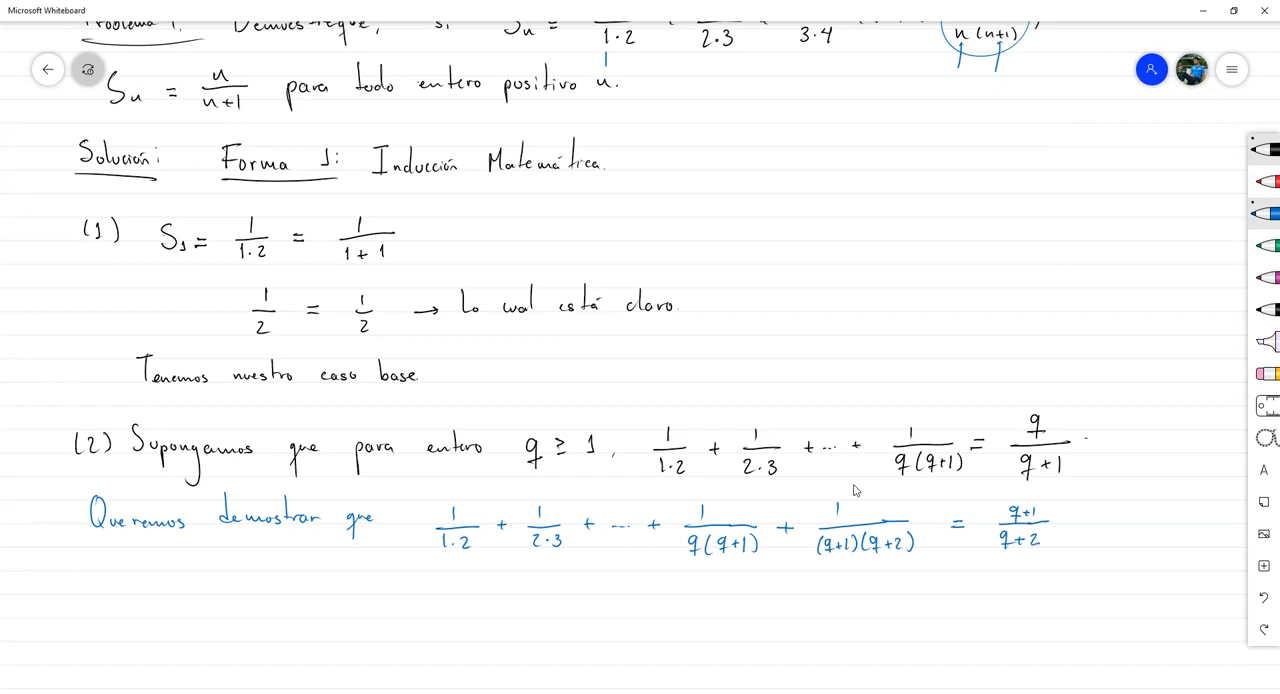 Microsoft Whiteboard
Problema 1. Demuestre que, si Sn = 1/(1·2) + 1/(2·3) + 1/(3·4) + 1/(n(n+1)),
Sn = n/(n+1) para todo entero positivo n.
Solución: Forma 1: Inducción Matemática.
(1) S1 = 1/(1·2) = 1/(1+1)
1/2 = 1/2 → Lo cual está claro.
Tenemos nuestro caso base.
(2) Supongamos que para entero q ≥ 1, 1/(1·2) + 1/(2·3) + ... + 1/(q(q+1)) = q/(q+1).
Queremos demostrar que 1/(1·2) + 1/(2·3) + ... + 1/(q(q+1)) + 1/((q+1)(q+2)) = (q+1)/(q+2)
A